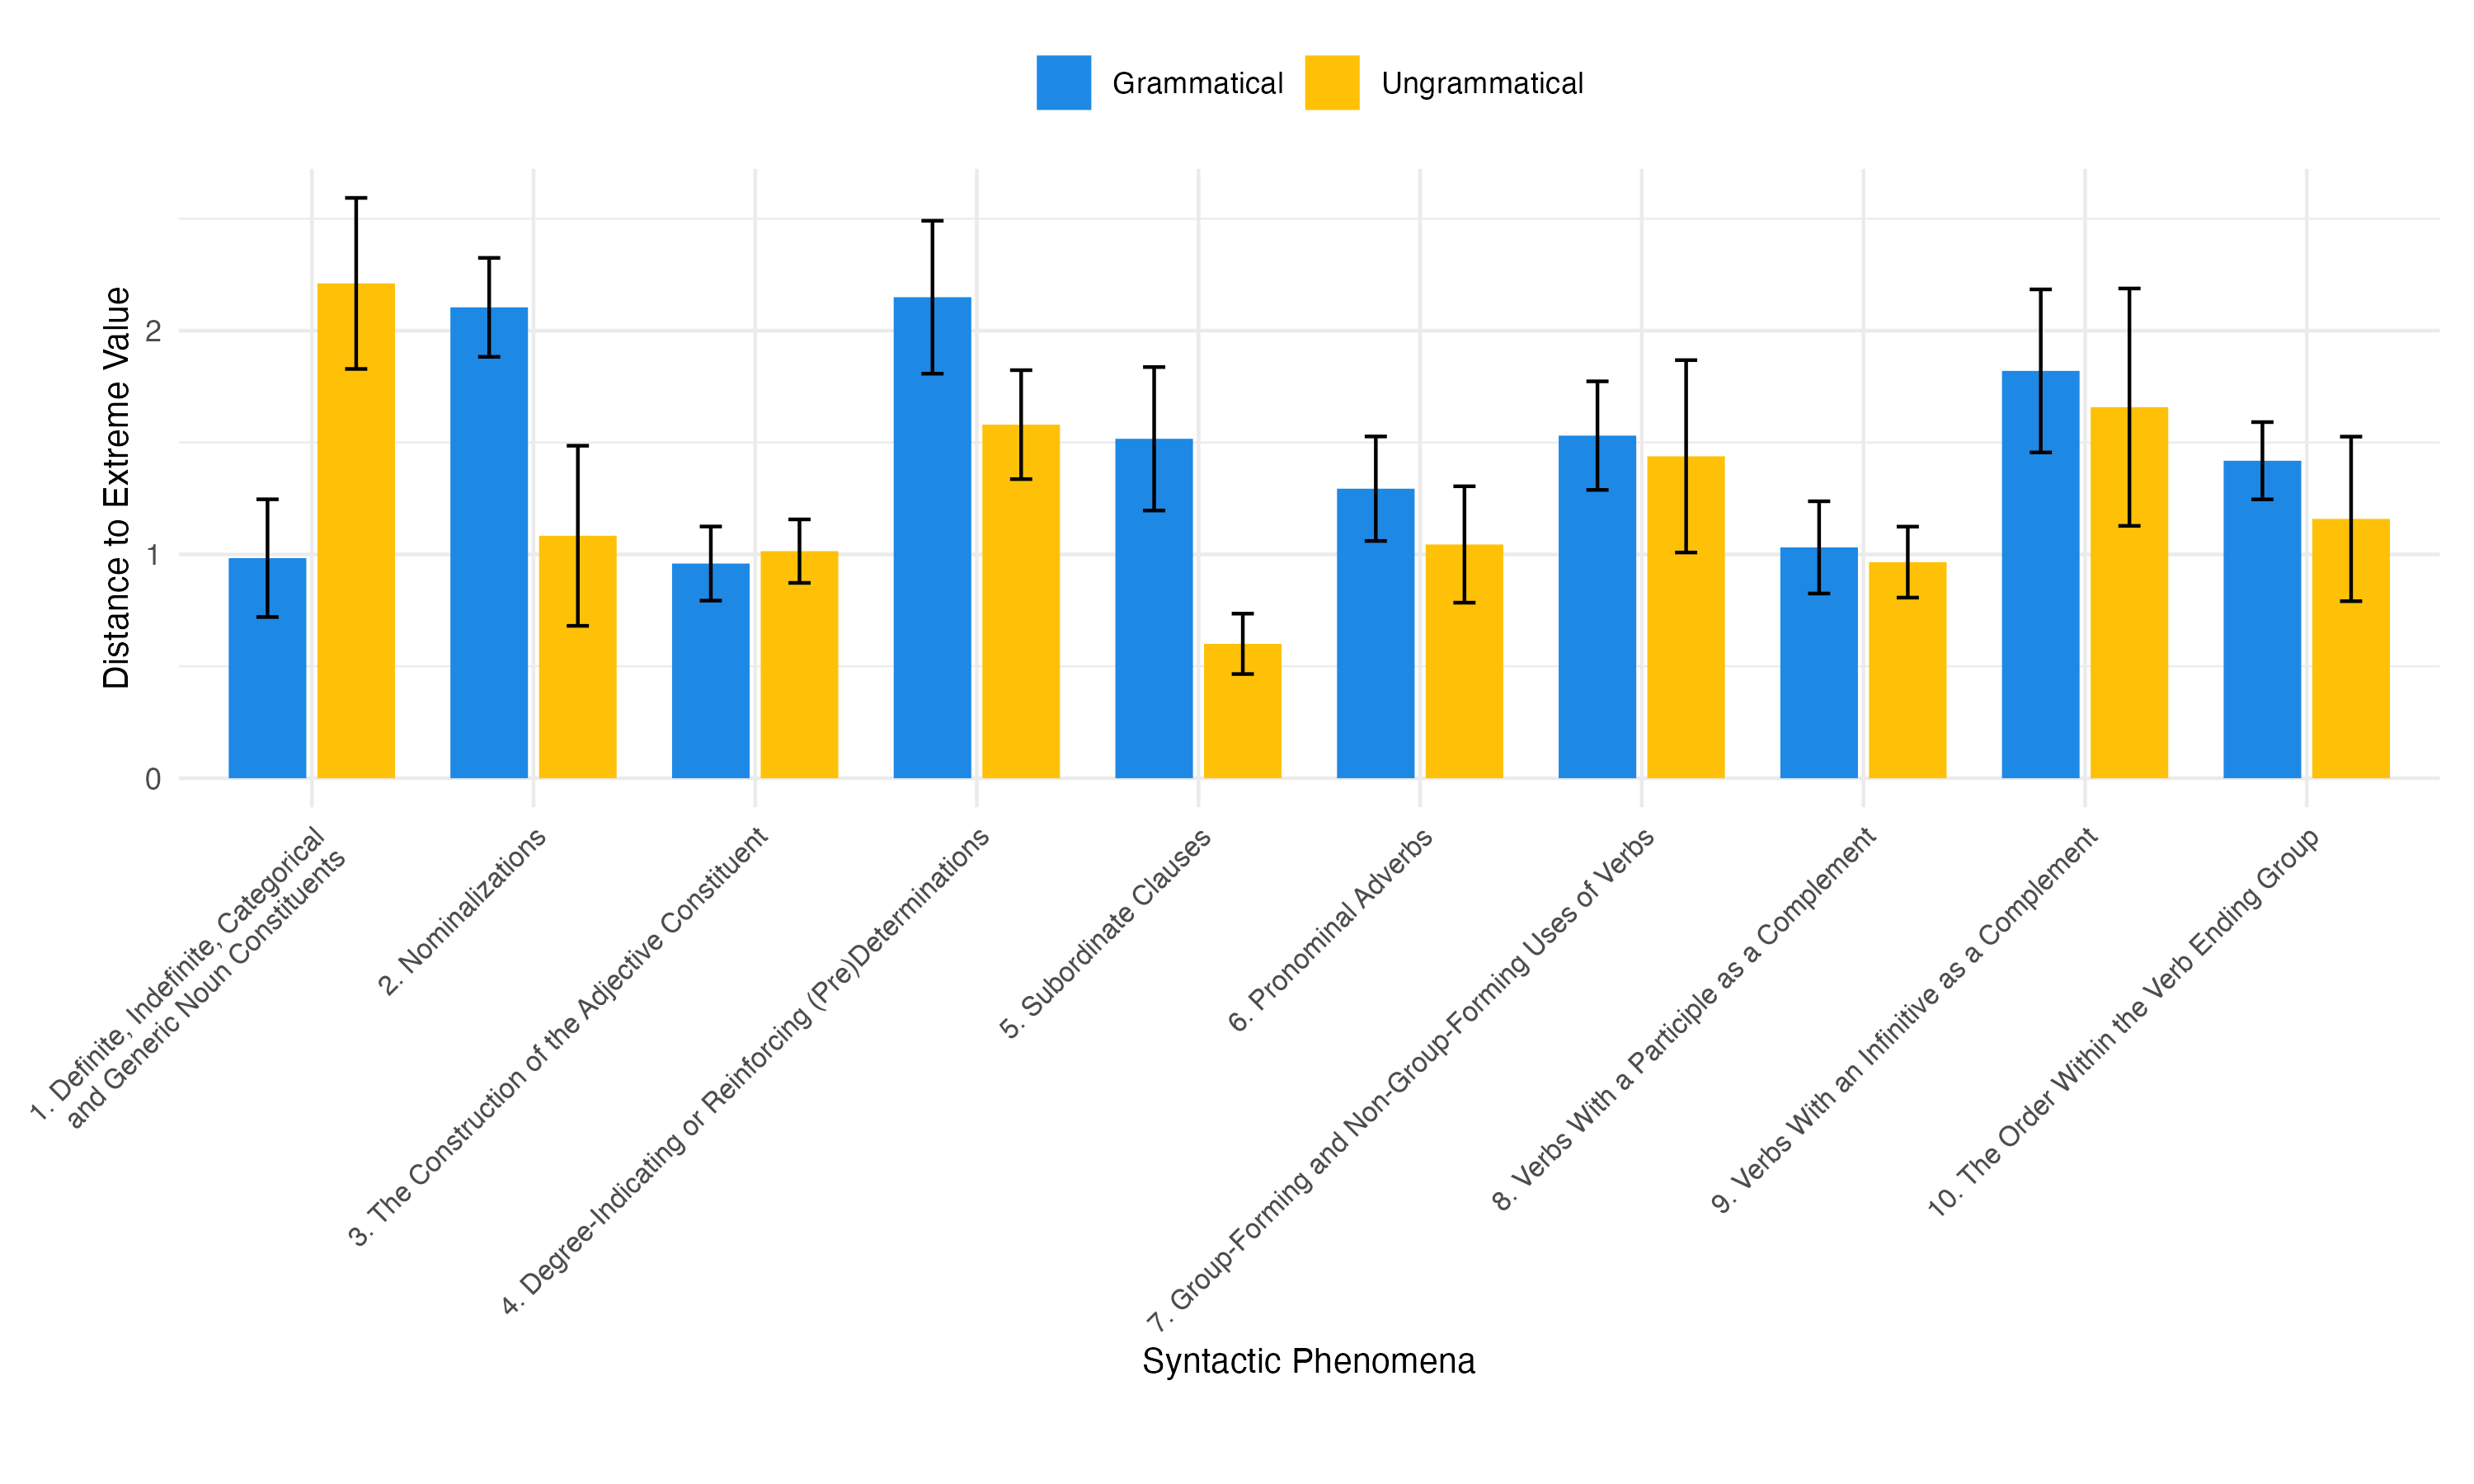 Grammatical
Ungrammatical
Distance to Extreme Value
2
1
0
1. Definite, Indefinite, Categorical
and Generic Noun Constituents
2. Nominalizations
3. The Construction of the Adjective Constituent
4. Degree-Indicating or Reinforcing (Pre)Determinations
5. Subordinate Clauses
6. Pronominal Adverbs
7. Group-Forming and Non-Group-Forming Uses of Verbs
8. Verbs With a Participle as a Complement
9. Verbs With an Infinitive as a Complement
10. The Order Within the Verb Ending Group
Syntactic Phenomena